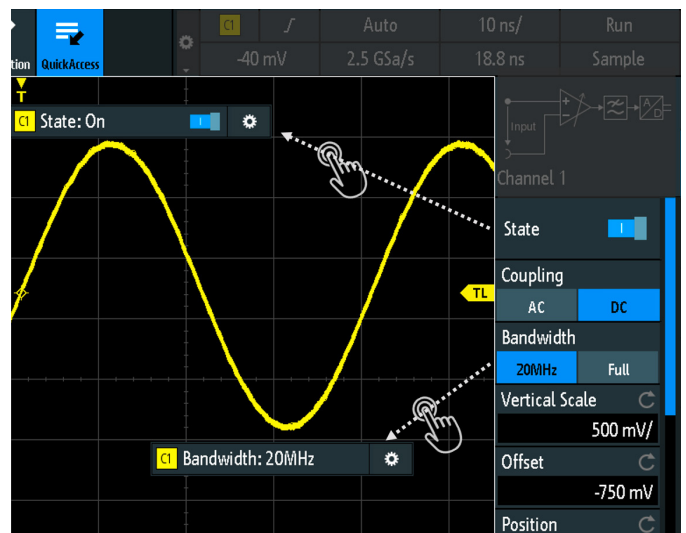 C1 Auto 10 ns/ Run
tion QuickAccess -40 mV 2.5 GSa/s 18.8 ns Sample
T
C1 State: On
Input
Channel 1
State
Coupling
TL
AC DC
Bandwidth
20MHz Full
Vertical Scale
500 mV/
C1 Bandwidth: 20MHz
Offset
-750 mV
Position